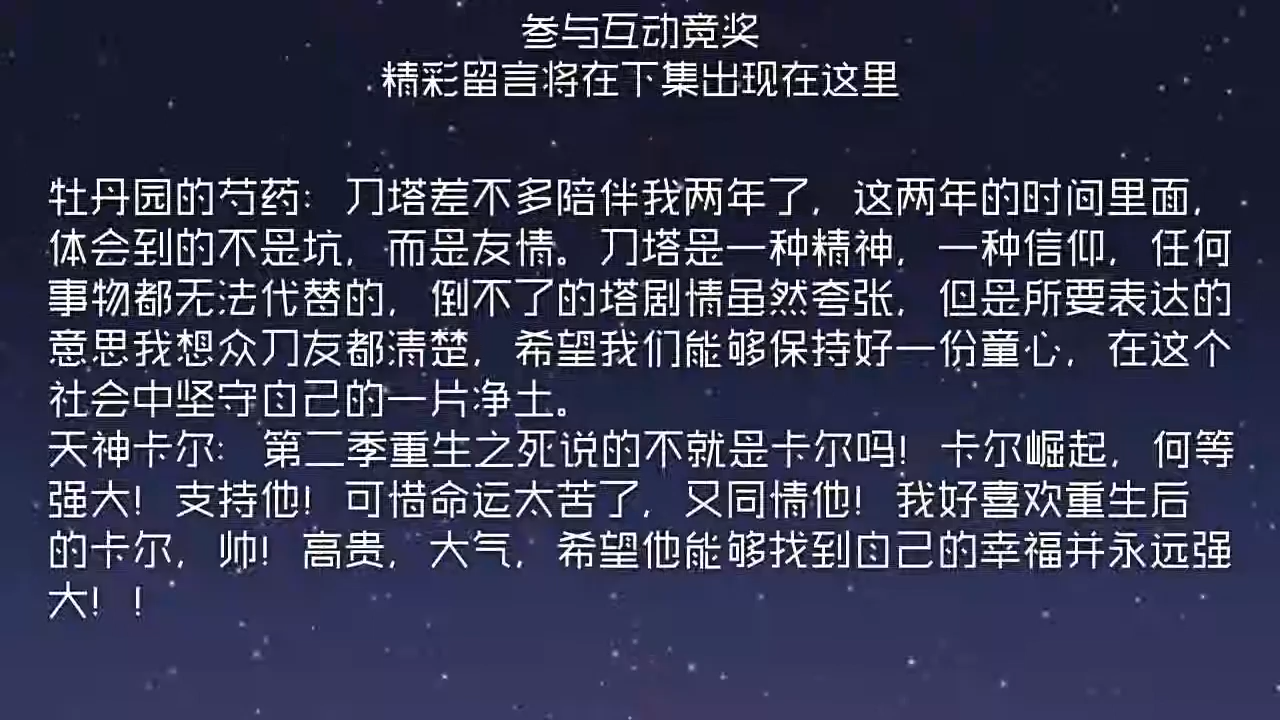 参与互动竞奖
精彩留言将在下集出现在这里
牡丹园的芍药：刀塔差不多陪伴我两年了，这两年的时间里面，
体会到的不是坑，而是友情。刀塔是一种精神，一种信仰，任何
事物都无法代替的，倒不了的塔剧情虽然夸张，但是所要表达的
意思我想众刀友都清楚，希望我们能够保持好一份童心，在这个
社会中坚守自己的一片净土。
天神卡尔：第二季重生之死说的不就是卡尔吗！卡尔崛起，何等
强大！支持他！可惜命运太苦了，又同情他！我好喜欢重生后
的卡尔，帅！高贵，大气，希望他能够找到自己的幸福并永远强
大！！